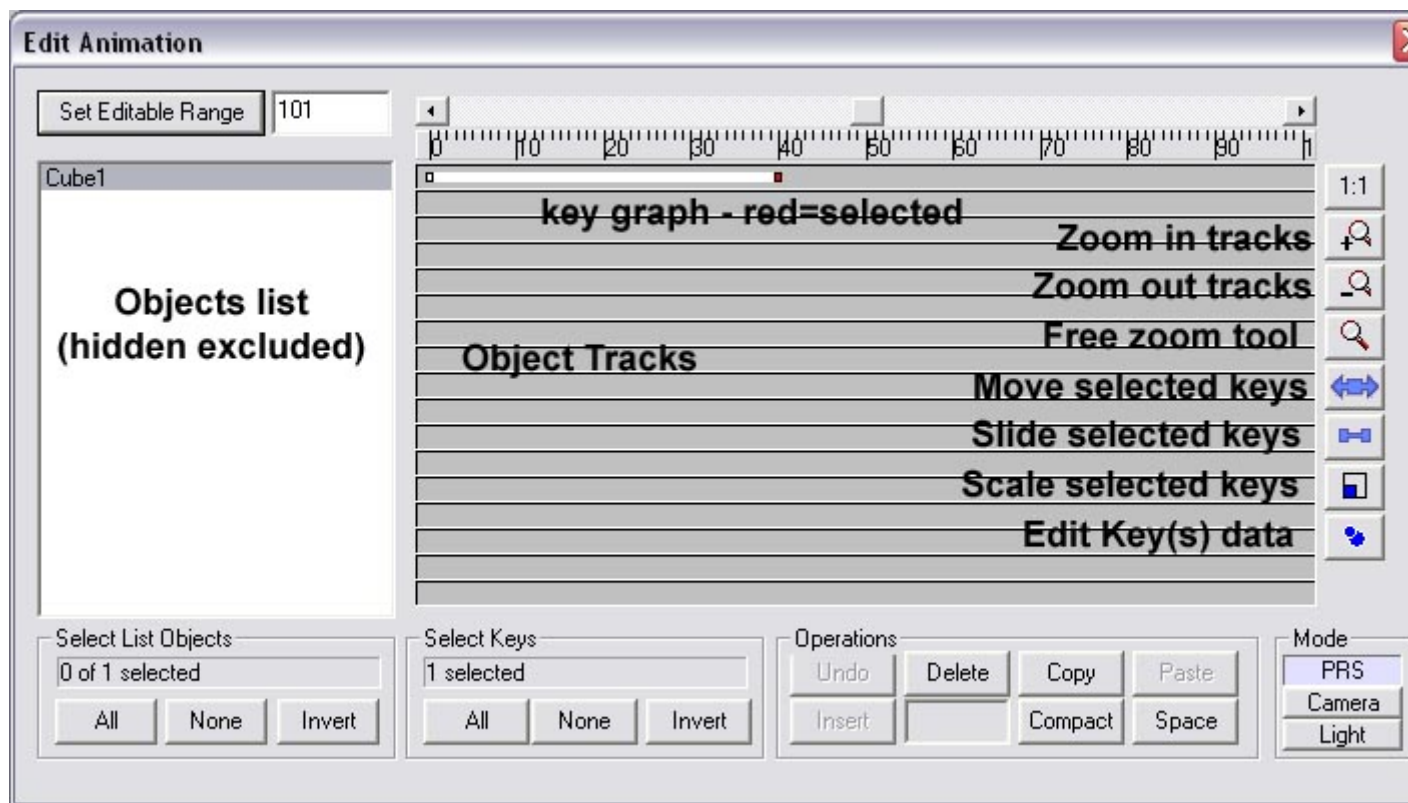 Edit Animation
Set Editable Range 101
0 10 20 30 40 50 60 70 80 90 1
Cube1
1:1
key graph - red=selected
Zoom in tracks
Zoom out tracks
Objects list
(hidden excluded)
Free zoom tool
Object Tracks
Move selected keys
Slide selected keys
Scale selected keys
Edit Key(s) data
Select List Objects
0 of 1 selected
All None Invert
Select Keys
1 selected
All None Invert
Operations
Undo Delete Copy Paste
Insert Compact Space
Mode
PRS
Camera
Light